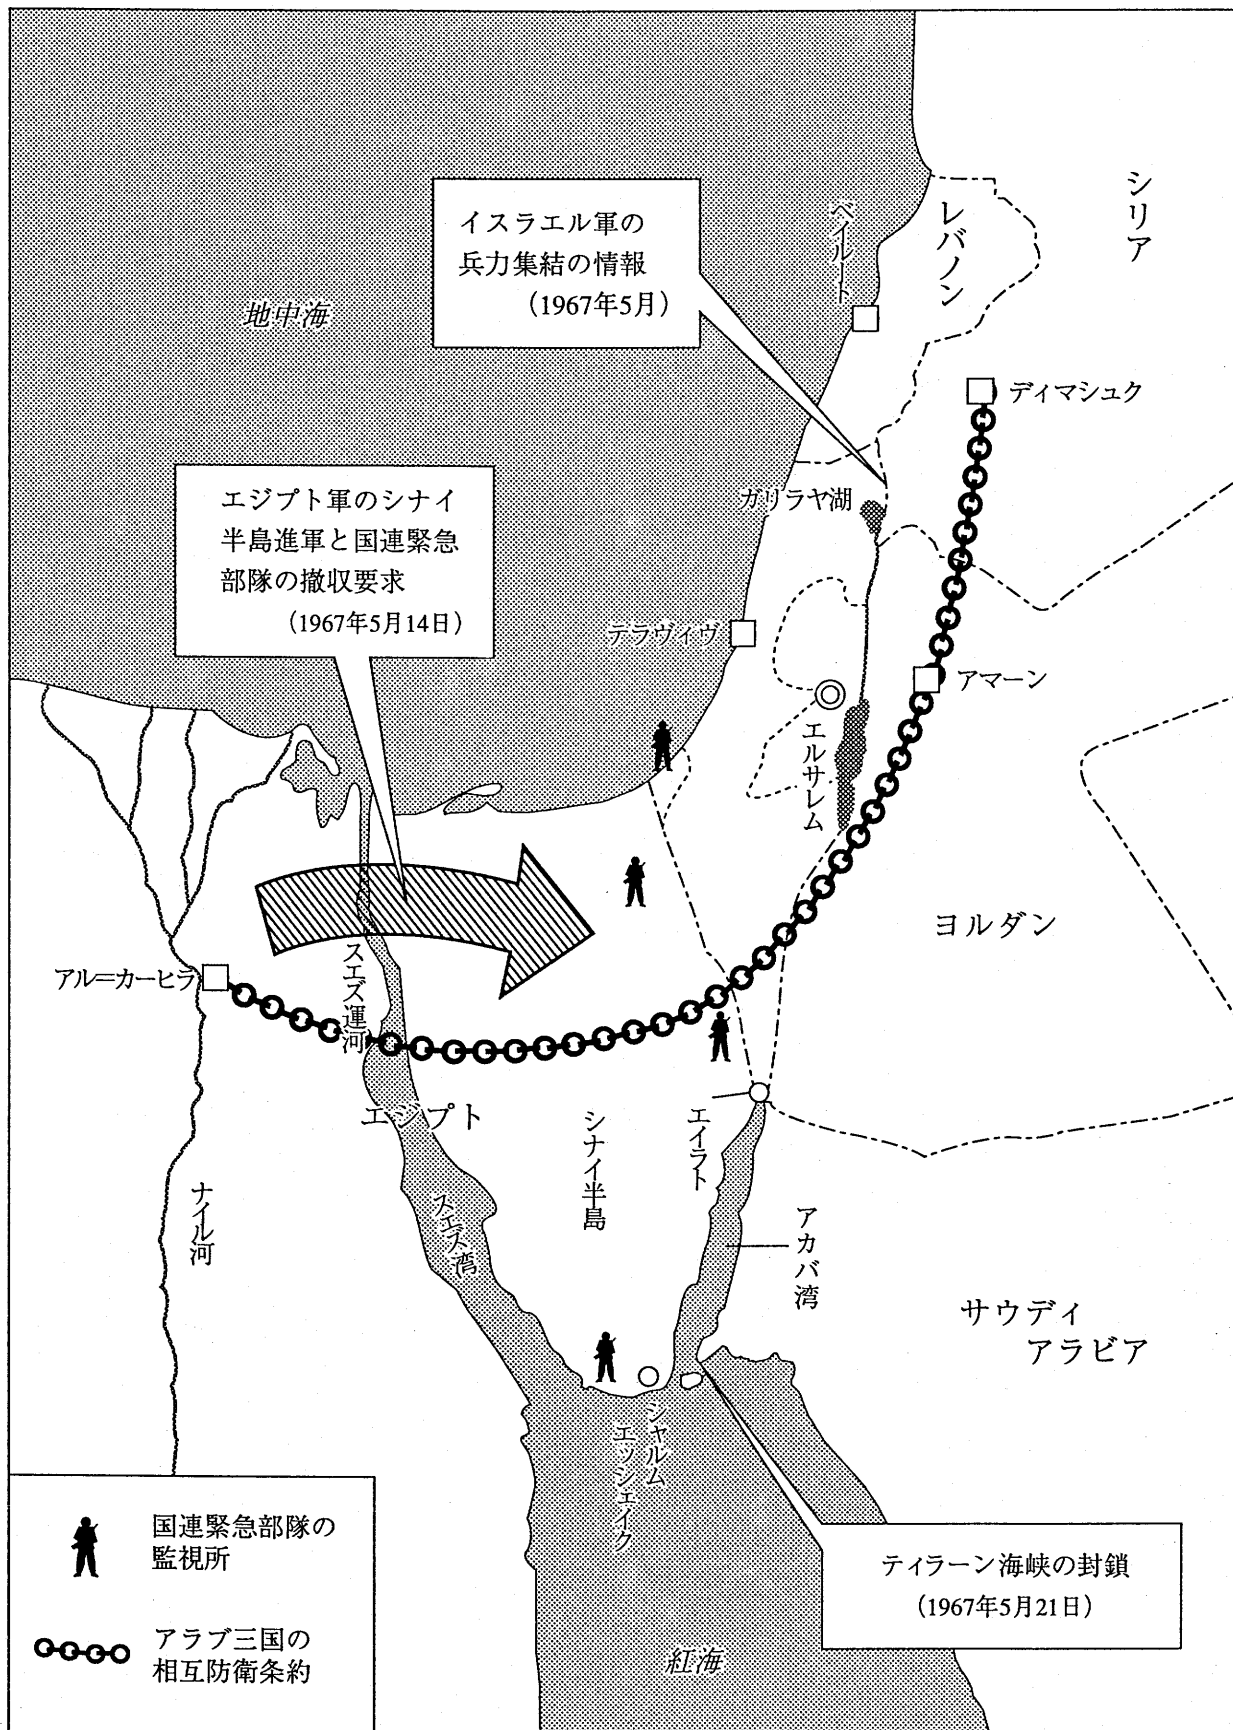 イスラエル軍の
兵力集結の情報
(1967年5月)
シリア
レバノン
ベイルート
地中海
ディマシュク
エジプト軍のシナイ
半島進軍と国連緊急
部隊の撤収要求
(1967年5月14日)
ガリラヤ湖
テラヴィヴ
アマーン
エルサレム
ヨルダン
アル=カーヒラ
スエズ運河
エジプト
シナイ半島
エイラト
ナイル河
スエズ湾
アカバ湾
サウディ
アラビア
シャルム
エッシェイク
ティラーン海峡の封鎖
(1967年5月21日)
紅海
国連緊急部隊の
監視所
アラブ三国の
相互防衛条約